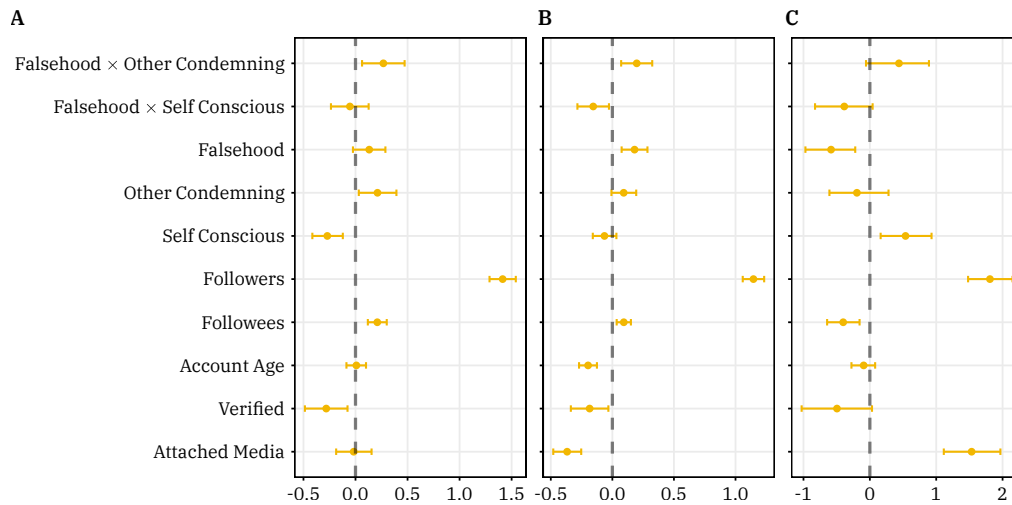 A B C
Falsehood × Other Condemning
Falsehood × Self Conscious
Falsehood
Other Condemning
Self Conscious
Followers
Followees
Account Age
Verified
Attached Media
-0.5 0.0 0.5 1.0 1.5 -0.5 0.0 0.5 1.0 -1 0 1 2